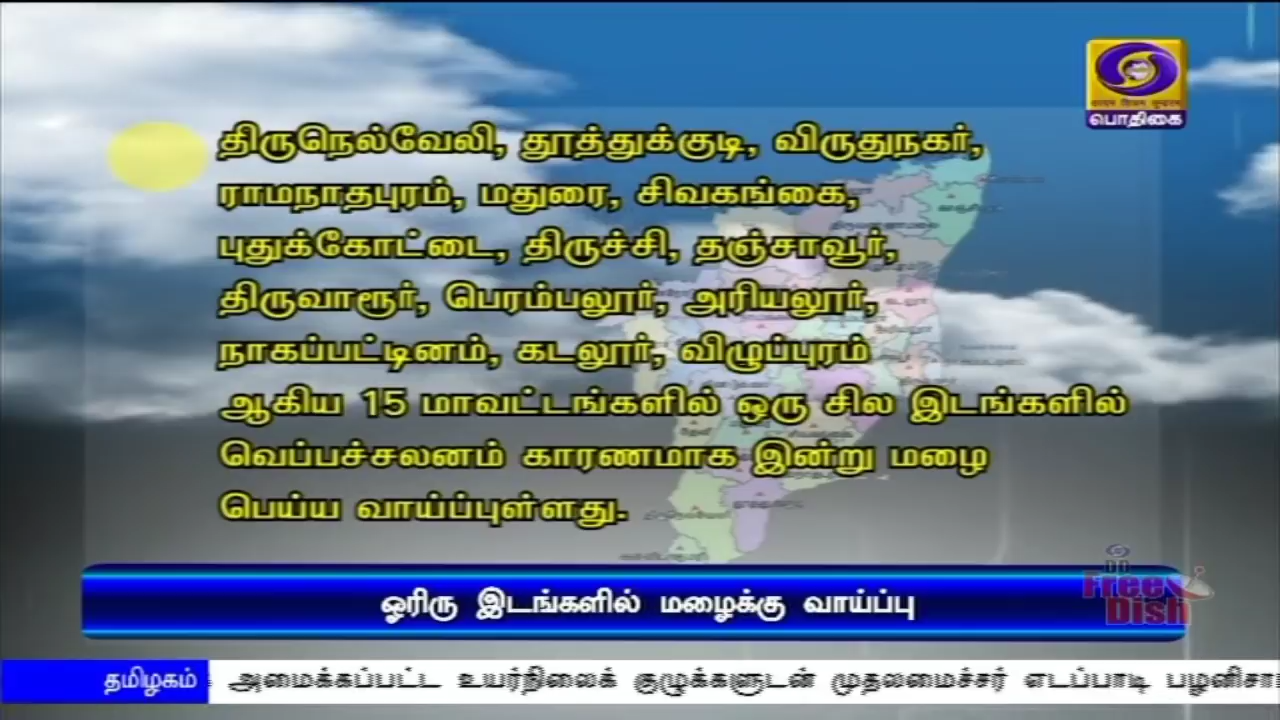 பொதிகை
திருநெல்வேலி, தூத்துக்குடி, விருதுநகர்,
ராமநாதபுரம், மதுரை, சிவகங்கை,
புதுக்கோட்டை, திருச்சி, தஞ்சாவூர்,
திருவாரூர், பெரம்பலூர், அரியலூர்,
நாகப்பட்டினம், கடலூர், விழுப்புரம்
ஆகிய 15 மாவட்டங்களில் ஒரு சில இடங்களில்
வெப்பச்சலனம் காரணமாக இன்று மழை
பெய்ய வாய்ப்புள்ளது.
DD
Free
Dish
ஓரிரு இடங்களில் மழைக்கு வாய்ப்பு
தமிழகம் அமைக்கப்பட்ட உயர்நிலைக் குழுக்களுடன் முதலமைச்சர் எடப்பாடி பழனிசா